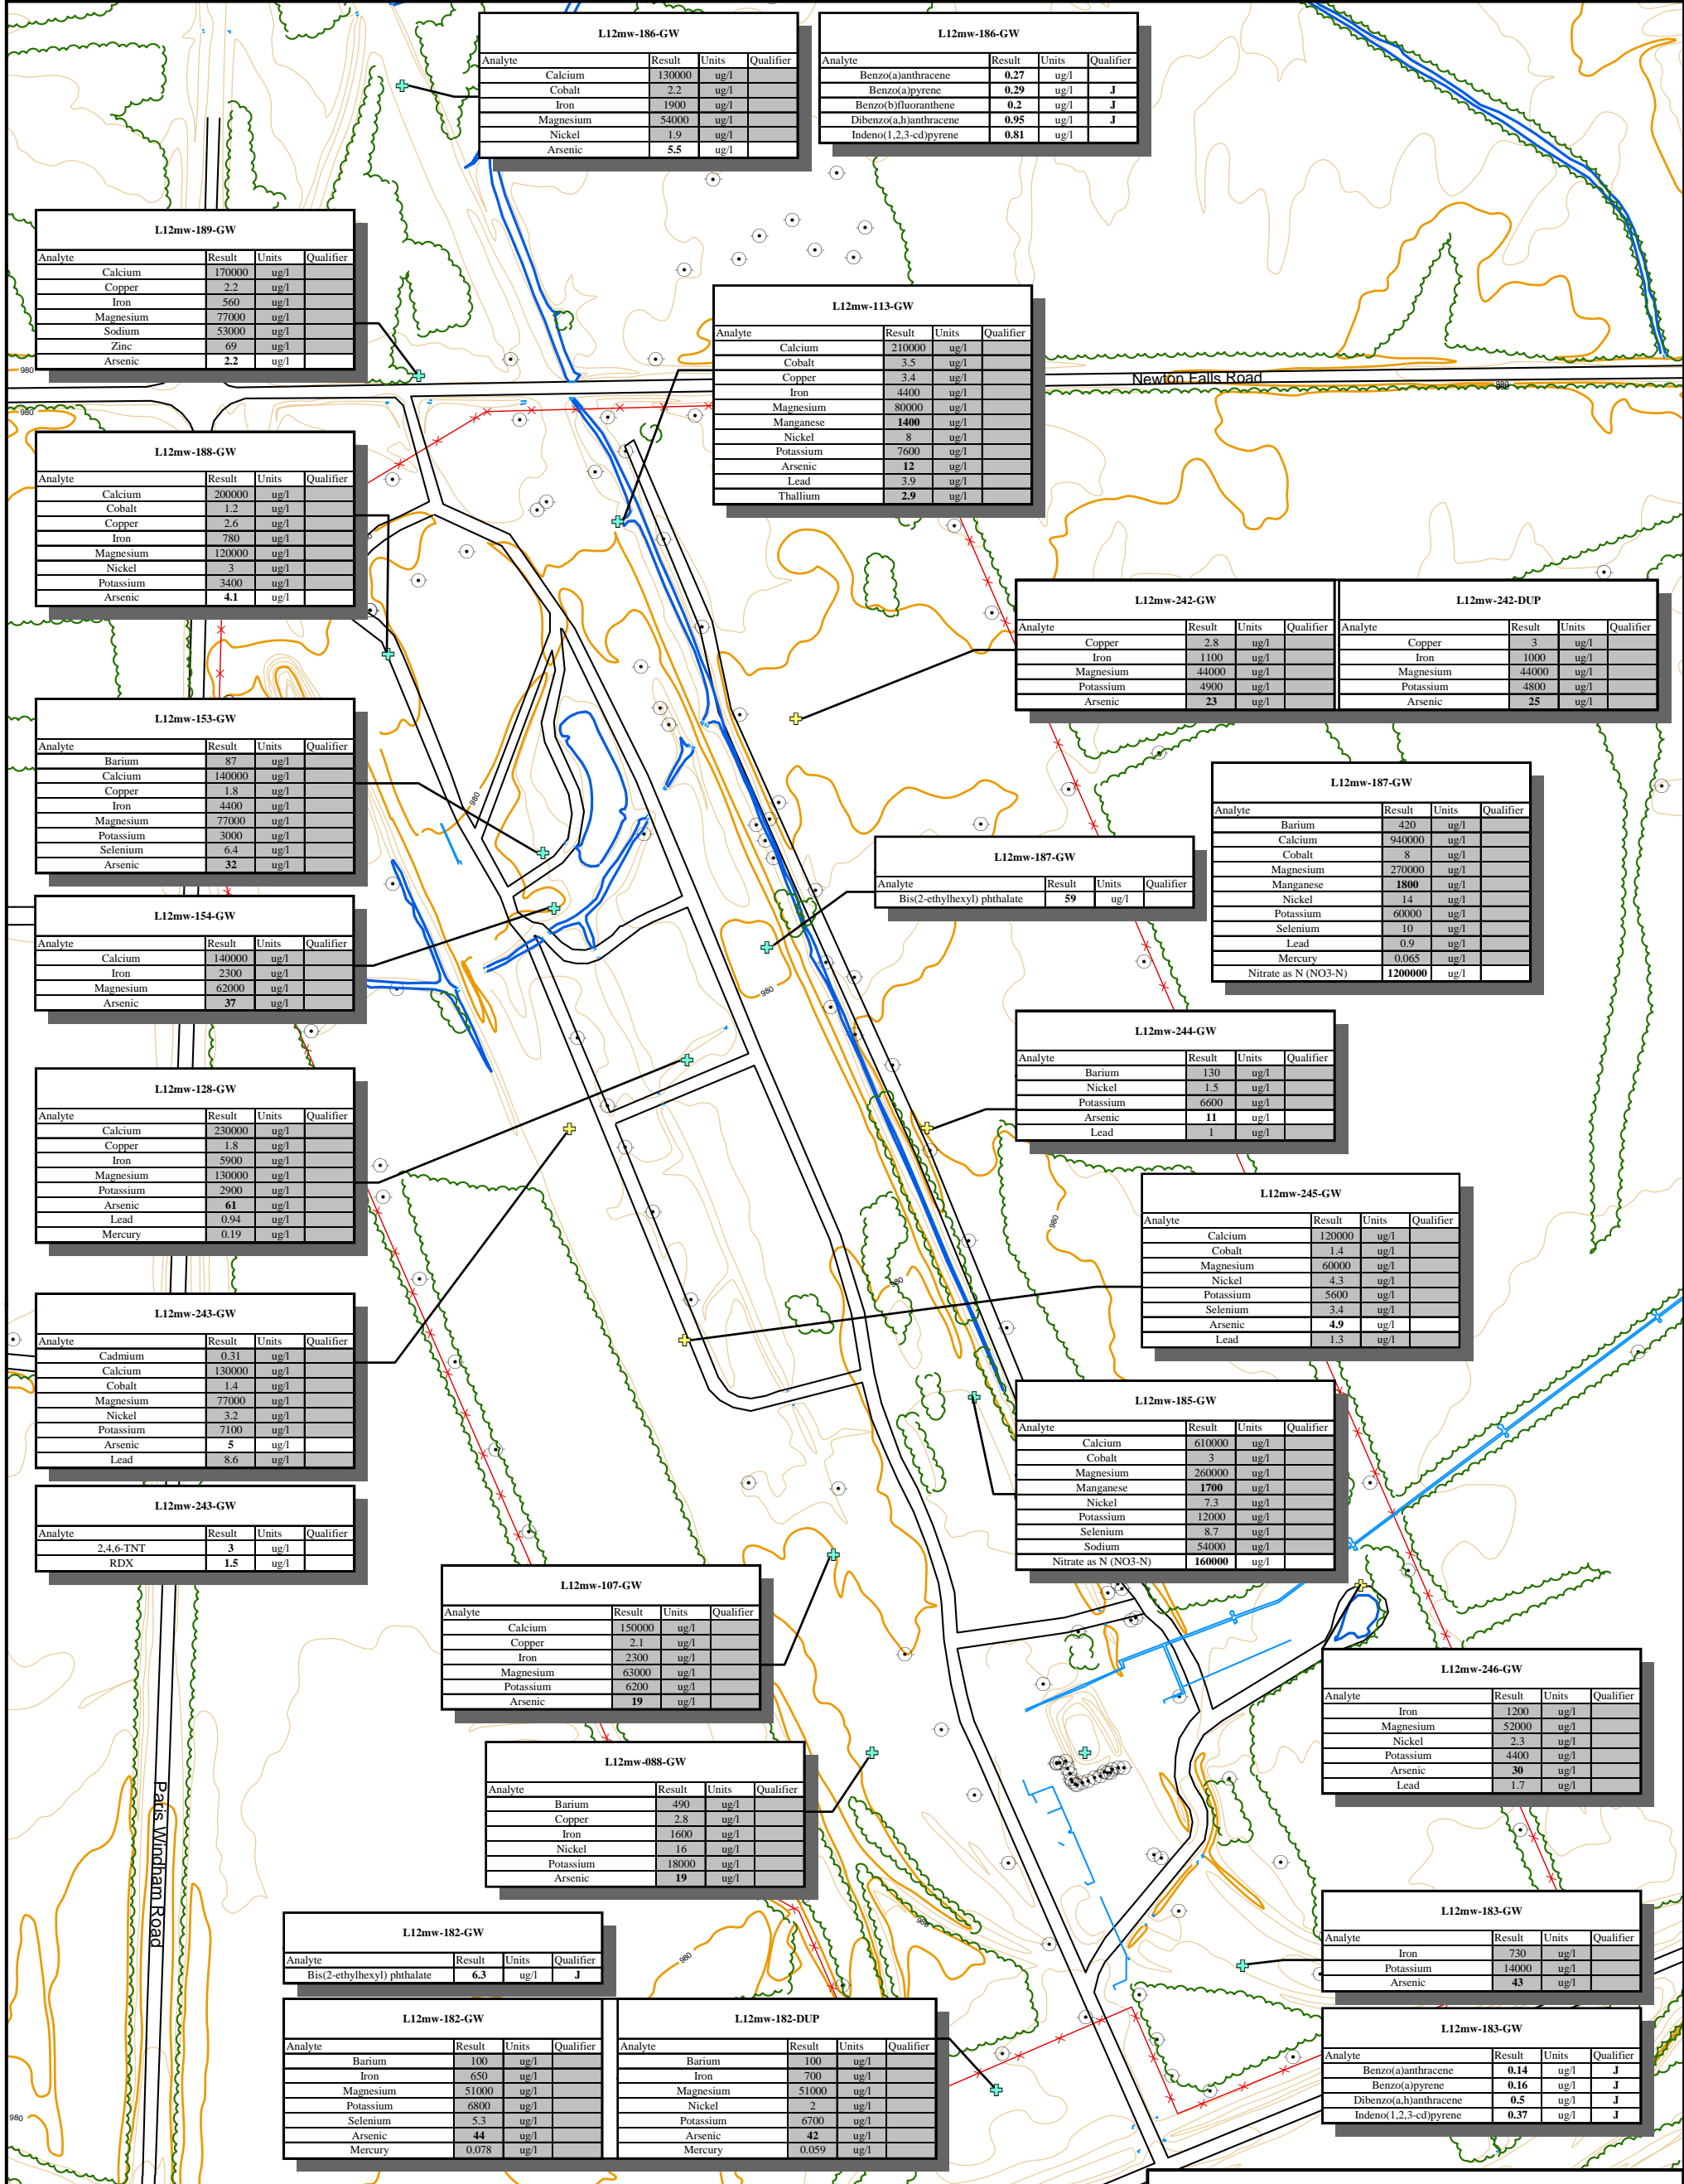 L12mw-186-GW
Analyte Result Units Qualifier
Calcium 130000 ug/l
Cobalt 2.2 ug/l
Iron 1900 ug/l
Magnesium 54000 ug/l
Nickel 1.9 ug/l
Arsenic 5.5 ug/l
L12mw-186-GW
Analyte Result Units Qualifier
Benzo(a)anthracene 0.27 ug/l
Benzo(a)pyrene 0.29 ug/l J
Benzo(b)fluoranthene 0.2 ug/l J
Dibenzo(a,h)anthracene 0.95 ug/l J
Indeno(1,2,3-cd)pyrene 0.81 ug/l
L12mw-189-GW
Analyte Result Units Qualifier
Calcium 170000 ug/l
Copper 2.2 ug/l
Iron 560 ug/l
Magnesium 77000 ug/l
Sodium 53000 ug/l
Zinc 69 ug/l
Arsenic 2.2 ug/l
L12mw-113-GW
Analyte Result Units Qualifier
Calcium 210000 ug/l
Cobalt 3.5 ug/l
Copper 3.4 ug/l
Iron 4400 ug/l
Magnesium 80000 ug/l
Manganese 1400 ug/l
Nickel 8 ug/l
Potassium 7600 ug/l
Arsenic 12 ug/l
Lead 3.9 ug/l
Thallium 2.9 ug/l
980
Newton Falls Road
980
980
L12mw-188-GW
Analyte Result Units Qualifier
Calcium 200000 ug/l
Cobalt 1.2 ug/l
Copper 2.6 ug/l
Iron 780 ug/l
Magnesium 120000 ug/l
Nickel 3 ug/l
Potassium 3400 ug/l
Arsenic 4.1 ug/l
L12mw-242-GW
Analyte Result Units Qualifier
Copper 2.8 ug/l
Iron 1100 ug/l
Magnesium 44000 ug/l
Potassium 4900 ug/l
Arsenic 23 ug/l
L12mw-242-DUP
Analyte Result Units Qualifier
Copper 3 ug/l
Iron 1000 ug/l
Magnesium 44000 ug/l
Potassium 4800 ug/l
Arsenic 25 ug/l
L12mw-153-GW
Analyte Result Units Qualifier
Barium 87 ug/l
Calcium 140000 ug/l
Copper 1.8 ug/l
Iron 4400 ug/l
Magnesium 77000 ug/l
Potassium 3000 ug/l
Selenium 6.4 ug/l
Arsenic 32 ug/l
980
L12mw-187-GW
Analyte Result Units Qualifier
Bis(2-ethylhexyl) phthalate 59 ug/l
L12mw-187-GW
Analyte Result Units Qualifier
Barium 420 ug/l
Calcium 940000 ug/l
Cobalt 8 ug/l
Magnesium 270000 ug/l
Manganese 1800 ug/l
Nickel 14 ug/l
Potassium 60000 ug/l
Selenium 10 ug/l
Lead 0.9 ug/l
Mercury 0.065 ug/l
Nitrate as N (NO3-N) 1200000 ug/l
L12mw-154-GW
Analyte Result Units Qualifier
Calcium 140000 ug/l
Iron 2300 ug/l
Magnesium 62000 ug/l
Arsenic 37 ug/l
980
L12mw-244-GW
Analyte Result Units Qualifier
Barium 130 ug/l
Nickel 1.5 ug/l
Potassium 6600 ug/l
Arsenic 11 ug/l
Lead 1 ug/l
L12mw-128-GW
Analyte Result Units Qualifier
Calcium 230000 ug/l
Copper 1.8 ug/l
Iron 5900 ug/l
Magnesium 130000 ug/l
Potassium 2900 ug/l
Arsenic 61 ug/l
Lead 0.94 ug/l
Mercury 0.19 ug/l
L12mw-245-GW
Analyte Result Units Qualifier
Calcium 120000 ug/l
Cobalt 1.4 ug/l
Magnesium 60000 ug/l
Nickel 4.3 ug/l
Potassium 5600 ug/l
Selenium 3.4 ug/l
Arsenic 4.9 ug/l
Lead 1.3 ug/l
980
980
L12mw-243-GW
Analyte Result Units Qualifier
Cadmium 0.31 ug/l
Calcium 130000 ug/l
Cobalt 1.4 ug/l
Magnesium 77000 ug/l
Nickel 3.2 ug/l
Potassium 7100 ug/l
Arsenic 5 ug/l
Lead 8.6 ug/l
L12mw-185-GW
Analyte Result Units Qualifier
Calcium 610000 ug/l
Cobalt 3 ug/l
Magnesium 260000 ug/l
Manganese 1700 ug/l
Nickel 7.3 ug/l
Potassium 12000 ug/l
Selenium 8.7 ug/l
Sodium 54000 ug/l
Nitrate as N (NO3-N) 160000 ug/l
L12mw-243-GW
Analyte Result Units Qualifier
2,4,6-TNT 3 ug/l
RDX 1.5 ug/l
L12mw-107-GW
Analyte Result Units Qualifier
Calcium 150000 ug/l
Copper 2.1 ug/l
Iron 2300 ug/l
Magnesium 63000 ug/l
Potassium 6200 ug/l
Arsenic 19 ug/l
L12mw-246-GW
Analyte Result Units Qualifier
Iron 1200 ug/l
Magnesium 52000 ug/l
Nickel 2.3 ug/l
Potassium 4400 ug/l
Arsenic 30 ug/l
Lead 1.7 ug/l
L12mw-088-GW
Analyte Result Units Qualifier
Barium 490 ug/l
Copper 2.8 ug/l
Iron 1600 ug/l
Nickel 16 ug/l
Potassium 18000 ug/l
Arsenic 19 ug/l
Paris Windham Road
L12mw-182-GW
Analyte Result Units Qualifier
Bis(2-ethylhexyl) phthalate 6.3 ug/l J
980
980
L12mw-183-GW
Analyte Result Units Qualifier
Iron 730 ug/l
Potassium 14000 ug/l
Arsenic 43 ug/l
L12mw-182-GW
Analyte Result Units Qualifier
Barium 100 ug/l
Iron 650 ug/l
Magnesium 51000 ug/l
Potassium 6800 ug/l
Selenium 5.3 ug/l
Arsenic 44 ug/l
Mercury 0.078 ug/l
L12mw-182-DUP
Analyte Result Units Qualifier
Barium 100 ug/l
Iron 700 ug/l
Magnesium 51000 ug/l
Nickel 2 ug/l
Potassium 6700 ug/l
Arsenic 42 ug/l
Mercury 0.059 ug/l
L12mw-183-GW
Analyte Result Units Qualifier
Benzo(a)anthracene 0.14 ug/l J
Benzo(a)pyrene 0.16 ug/l J
Dibenzo(a,h)anthracene 0.5 ug/l J
Indeno(1,2,3-cd)pyrene 0.37 ug/l J
980